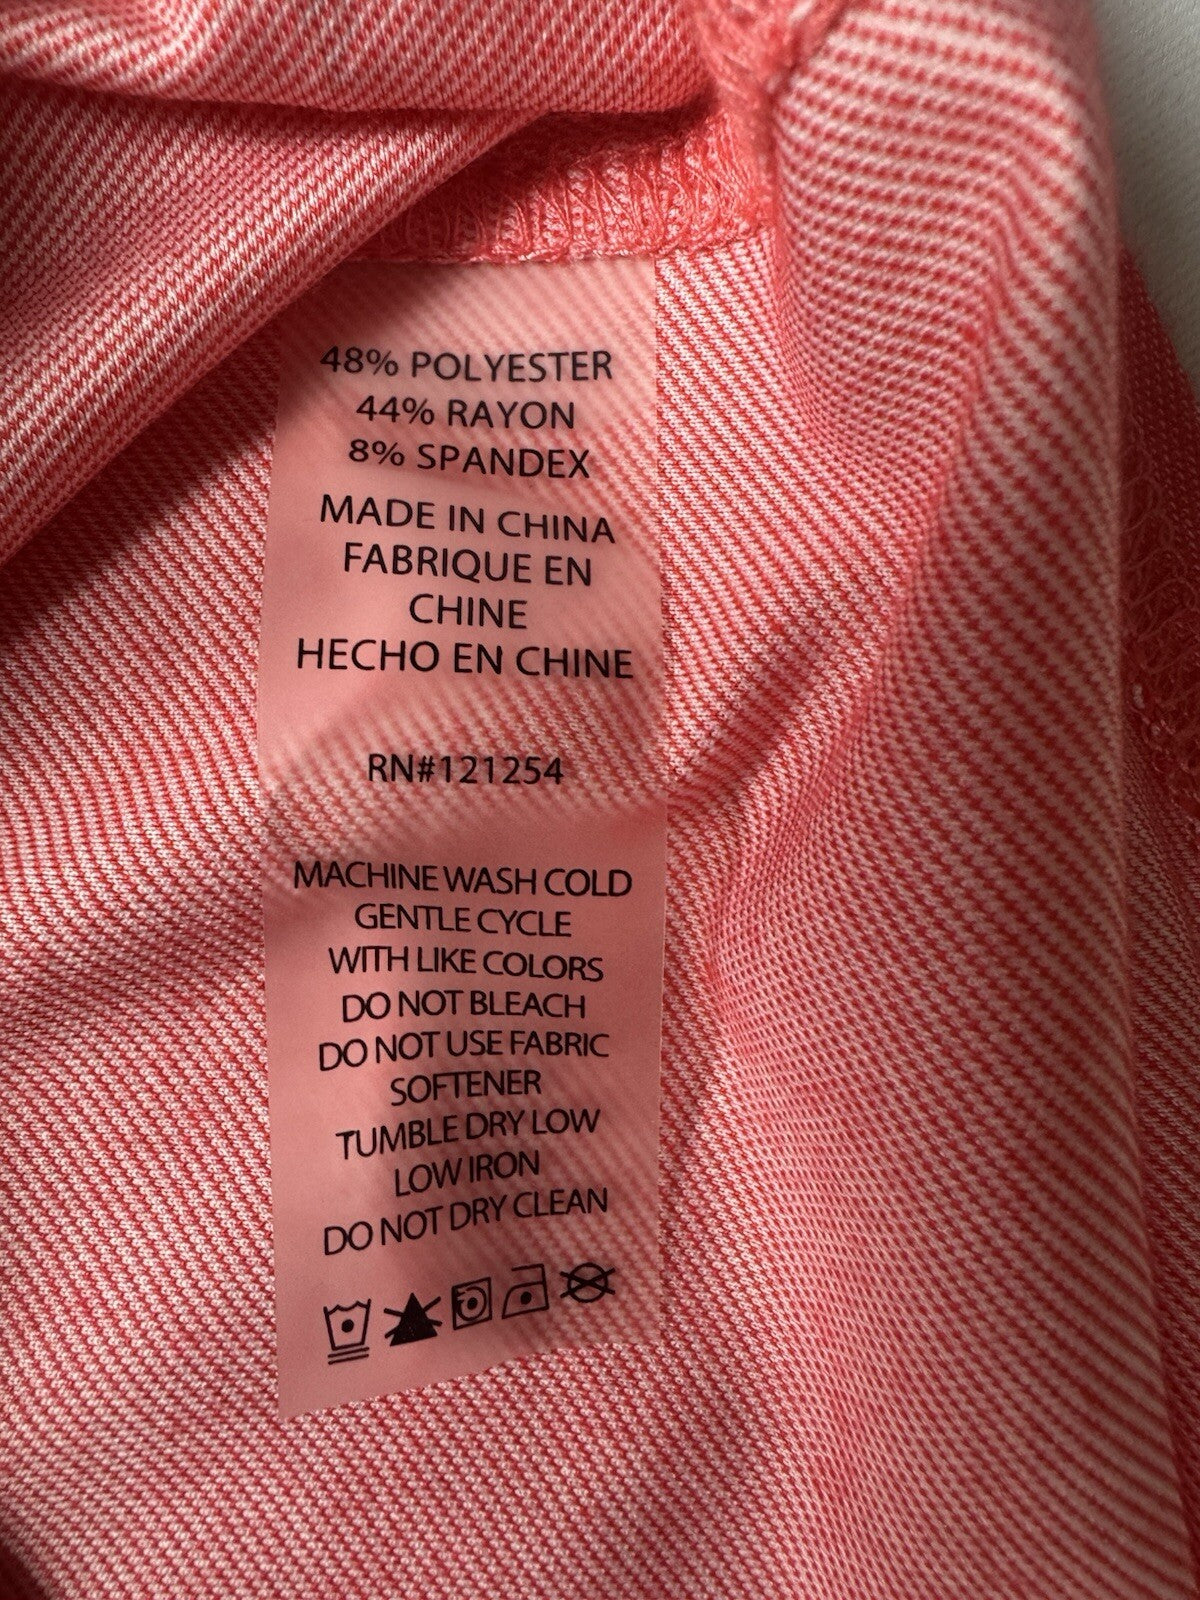 48% POLYESTER
44% RAYON
8% SPANDEX
MADE IN CHINA
FABRIQUE EN
CHINE
HECHO EN CHINE
RN#121254
MACHINE WASH COLD
GENTLE CYCLE
WITH LIKE COLORS
DO NOT BLEACH
DO NOT USE FABRIC
SOFTENER
TUMBLE DRY LOW
LOW IRON
DO NOT DRY CLEAN